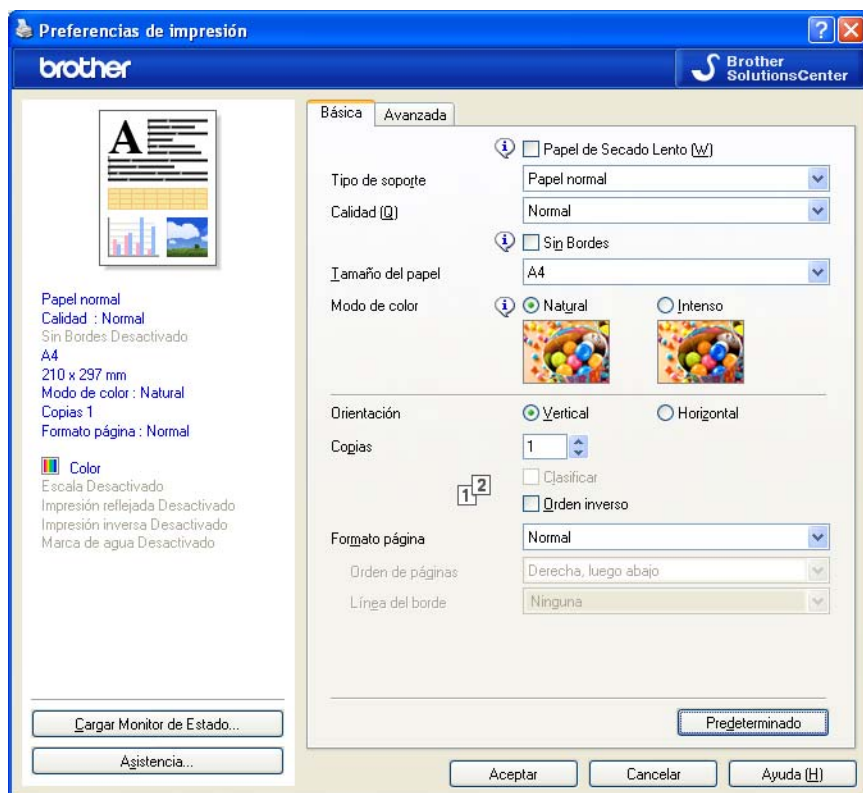 Preferencias de impresión
brother
Brother
SolutionsCenter
A
Papel normal
Calidad : Normal
Sin Bordes Desactivado
A4
210 x 297 mm
Modo de color : Natural
Copias 1
Formato página : Normal
Color
Escala Desactivado
Impresión reflejada Desactivado
Impresión inversa Desactivado
Marca de agua Desactivado
Cargar Monitor de Estado...
Asistencia...
Básica Avanzada
Papel de Secado Lento (W)
Tipo de soporte Papel normal
Calidad (Q) Normal
Sin Bordes
Tamaño del papel A4
Modo de color Natural Intenso
Orientación Vertical Horizontal
Copias 1
Clasificar
12
Orden inverso
Formato página Normal
Orden de páginas Derecha, luego abajo
Línea del borde Ninguna
Predeterminado
Aceptar Cancelar Ayuda (H)